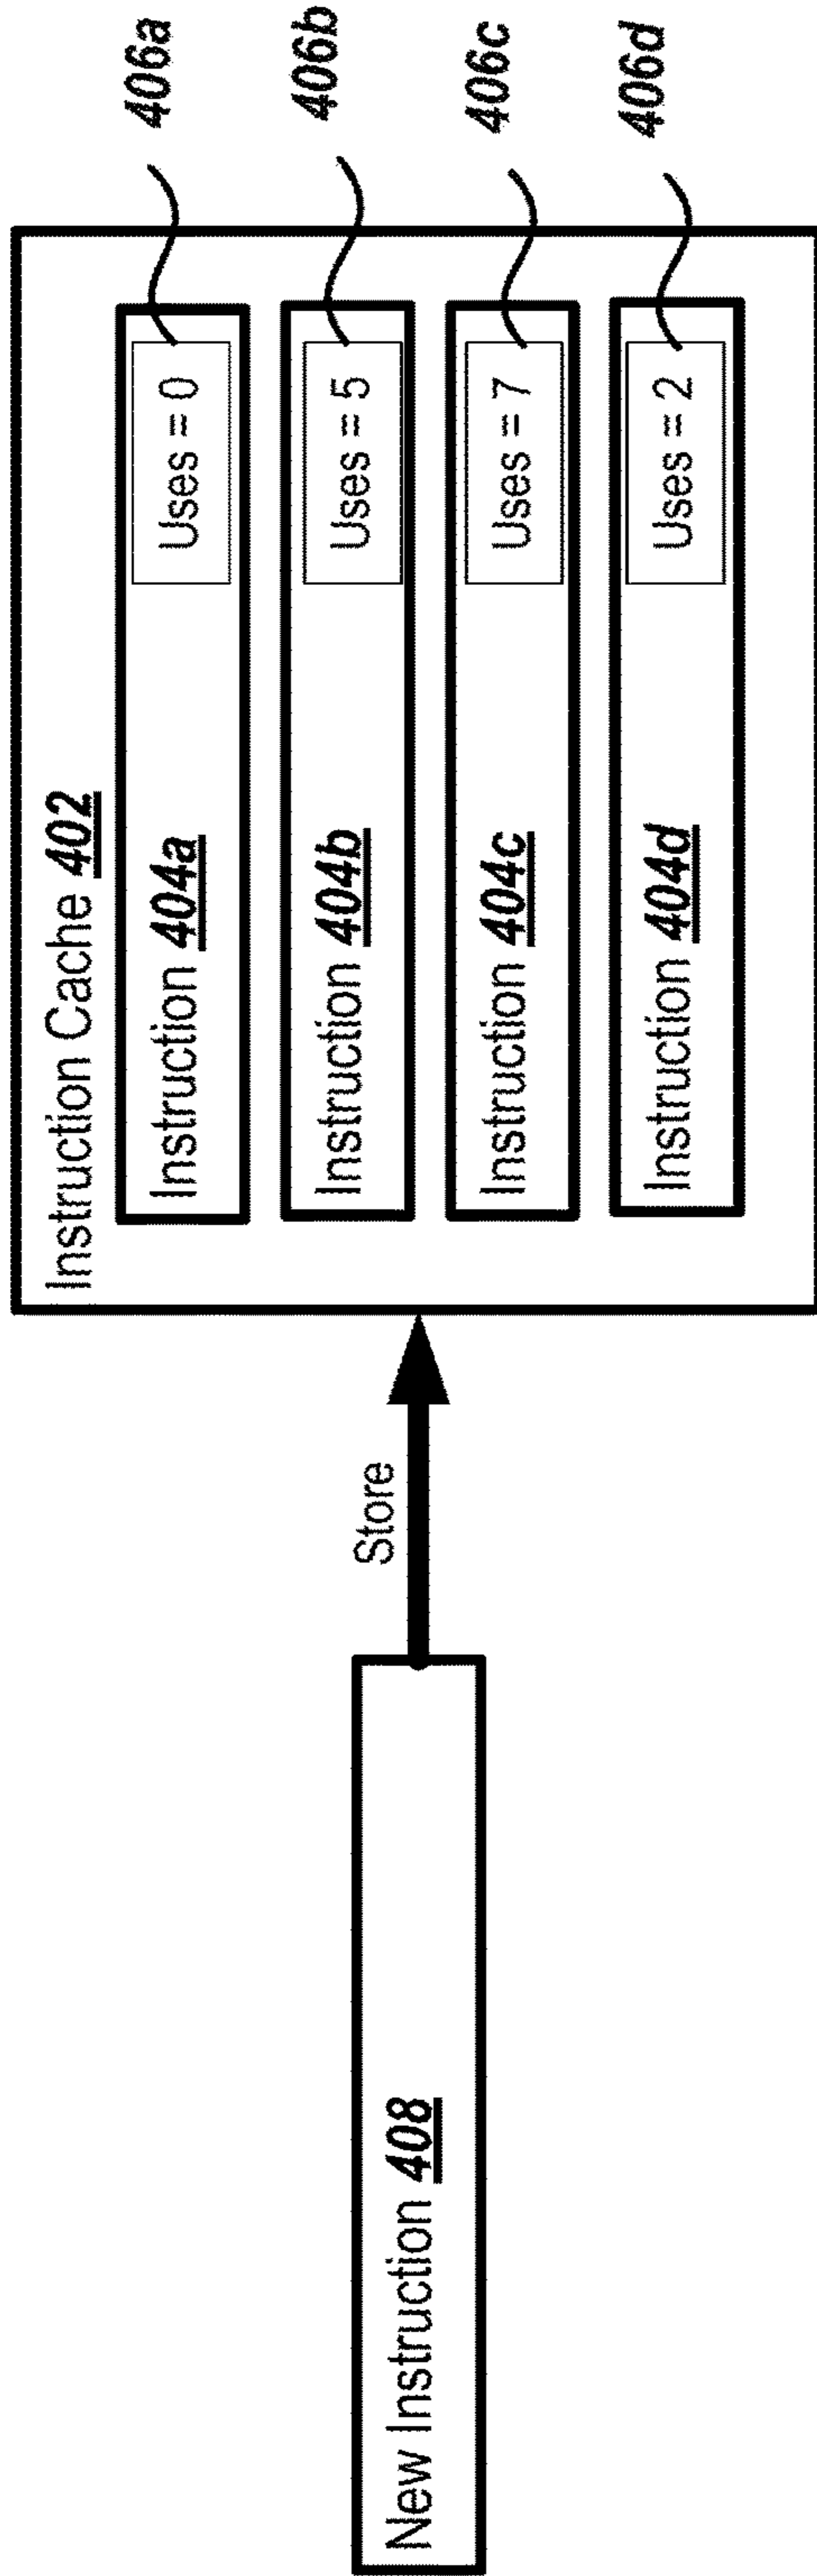 Instruction Cache 402
Instruction 404a
Uses = 0
406a
Instruction 404b
Uses = 5
406b
Instruction 404c
Uses = 7
406c
Instruction 404d
Uses = 2
406d
Store
New Instruction 408